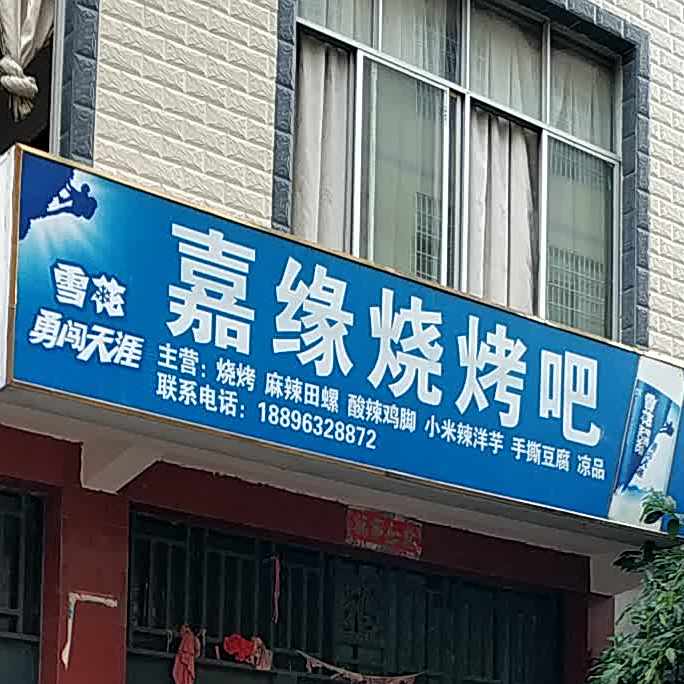 雪花
勇闯天涯
嘉缘烧烤吧
主营：烧烤 麻辣田螺 酸辣鸡脚 小米辣洋芋 手撕豆腐 凉品
联系电话：18896328872